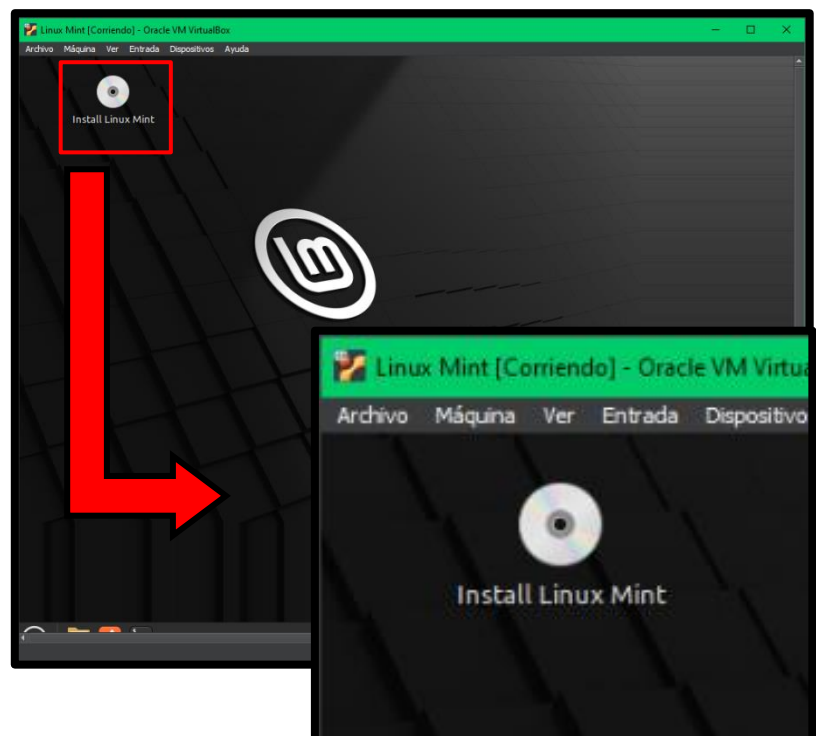 Linux Mint [Corriendo] - Oracle VM VirtualBox
Archivo Máquina Ver Entrada Dispositivos Ayuda
Install Linux Mint
Linux Mint [Corriendo] - Oracle VM Virtua
Archivo Máquina Ver Entrada Dispositivo
Install Linux Mint